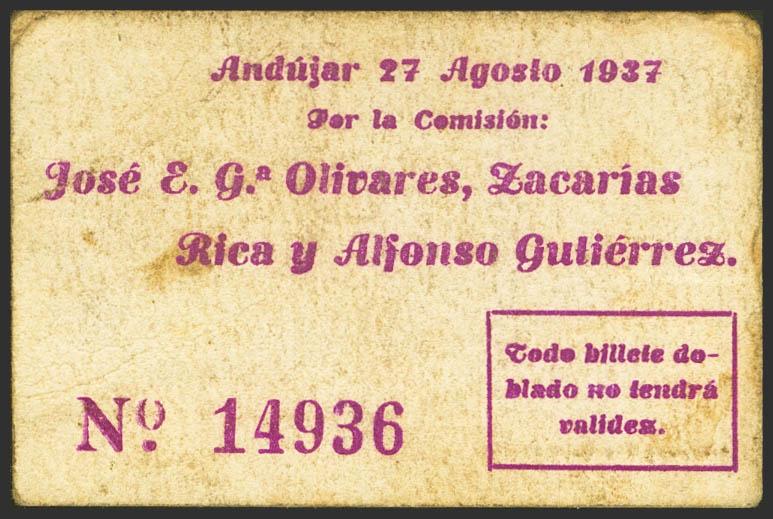 Andújar 27 Agosto 1937
Por la Comisión:
José E. G.ª Olivares, Zacarías
Rica y Alfonso Gutiérrez.
Todo billete do-
blado no tendrá
validez.
Nº. 14936